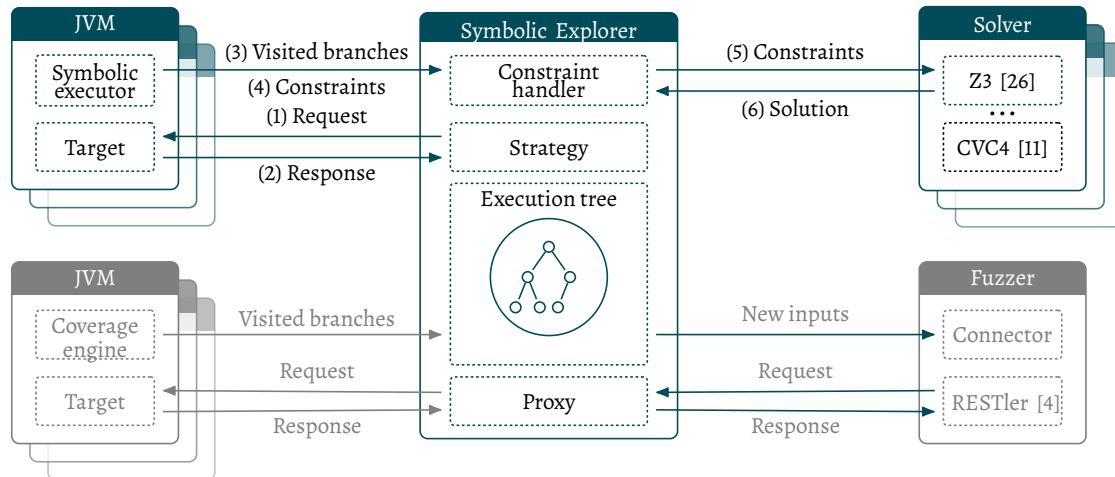 JVM
Symbolic
executor
Target
(3) Visited branches
(4) Constraints
(1) Request
(2) Response
Symbolic Explorer
Constraint
handler
Strategy
Execution tree
Proxy
(5) Constraints
(6) Solution
Solver
Z3 [26]
...
CVC4 [11]
JVM
Coverage
engine
Target
Visited branches
Request
Response
New inputs
Request
Response
Fuzzer
Connector
RESTler [4]